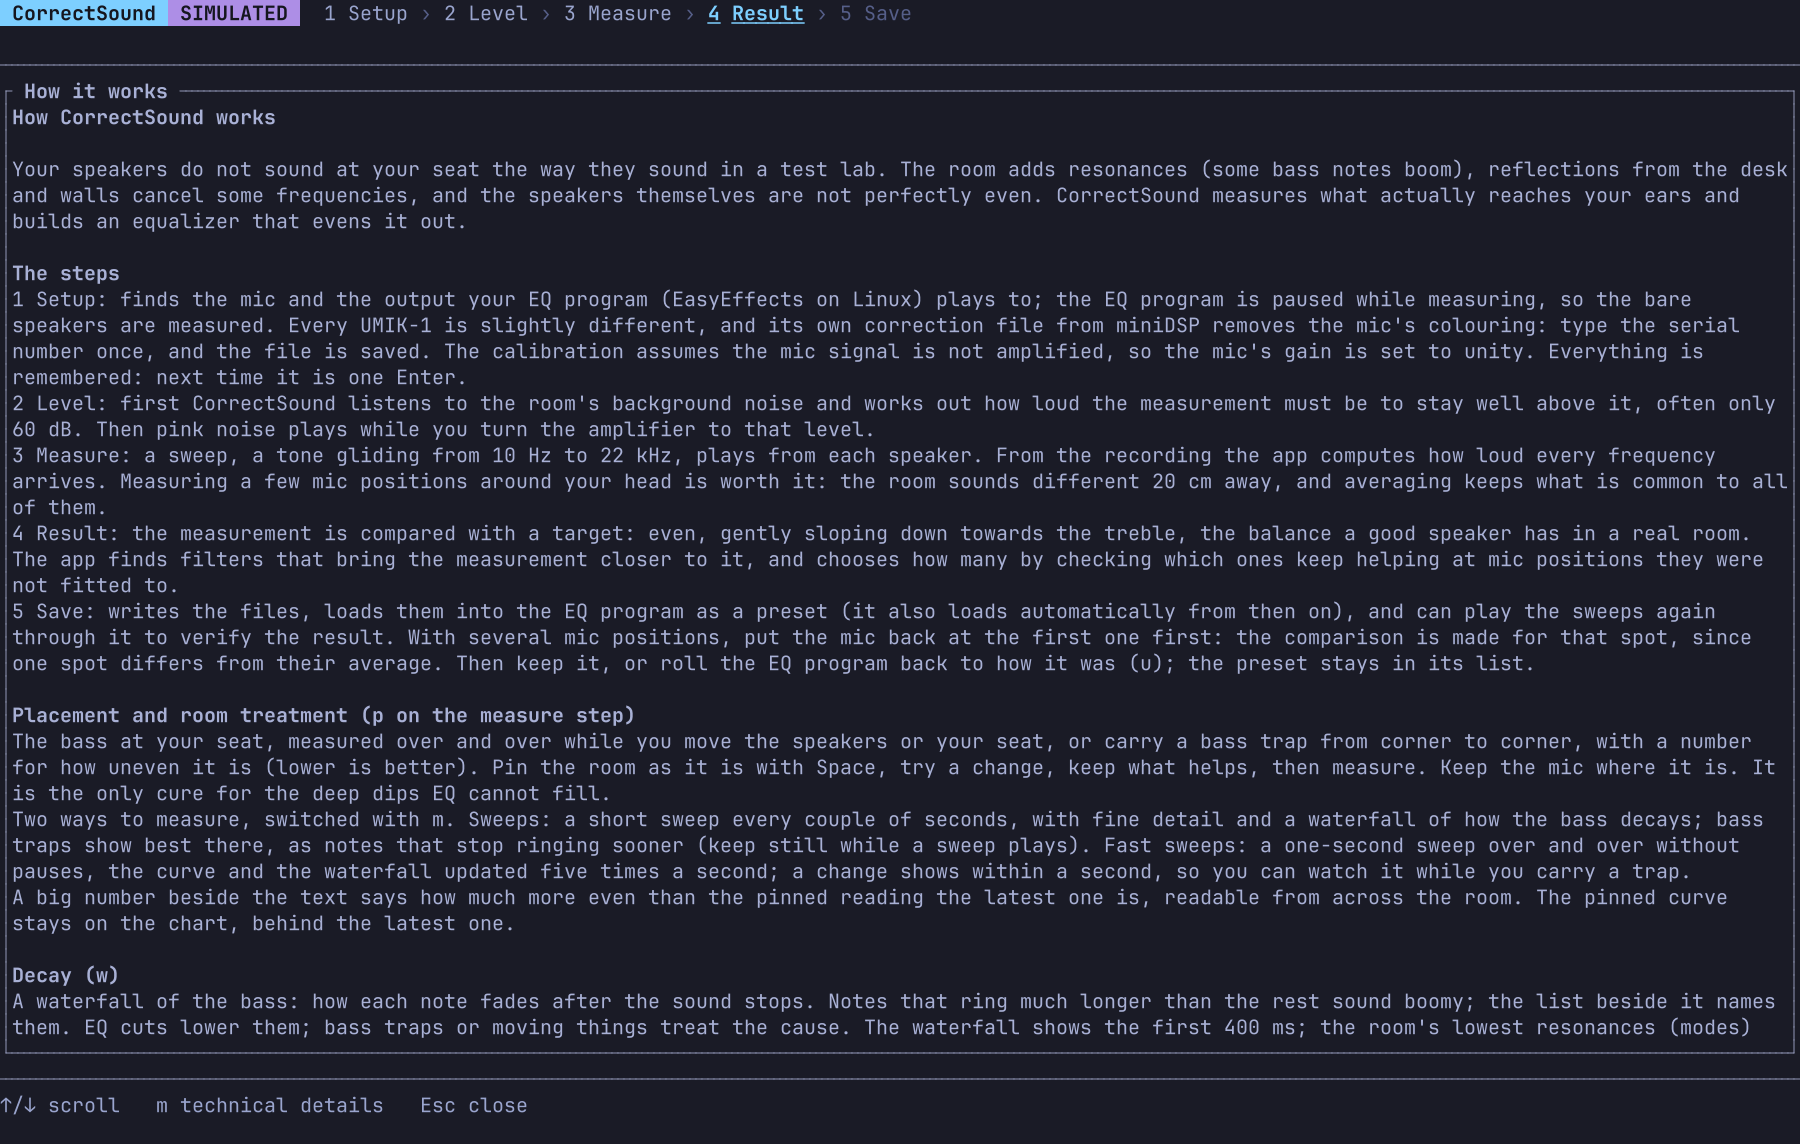 CorrectSound SIMULATED 1 Setup › 2 Level › 3 Measure › 4 Result › 5 Save
How it works
How CorrectSound works
Your speakers do not sound at your seat the way they sound in a test lab. The room adds resonances (some bass notes boom), reflections from the desk
and walls cancel some frequencies, and the speakers themselves are not perfectly even. CorrectSound measures what actually reaches your ears and
builds an equalizer that evens it out.
The steps
1 Setup: finds the mic and the output your EQ program (EasyEffects on Linux) plays to; the EQ program is paused while measuring, so the bare
speakers are measured. Every UMIK-1 is slightly different, and its own correction file from miniDSP removes the mic's colouring: type the serial
number once, and the file is saved. The calibration assumes the mic signal is not amplified, so the mic's gain is set to unity. Everything is
remembered: next time it is one Enter.
2 Level: first CorrectSound listens to the room's background noise and works out how loud the measurement must be to stay well above it, often only
60 dB. Then pink noise plays while you turn the amplifier to that level.
3 Measure: a sweep, a tone gliding from 10 Hz to 22 kHz, plays from each speaker. From the recording the app computes how loud every frequency
arrives. Measuring a few mic positions around your head is worth it: the room sounds different 20 cm away, and averaging keeps what is common to all
of them.
4 Result: the measurement is compared with a target: even, gently sloping down towards the treble, the balance a good speaker has in a real room.
The app finds filters that bring the measurement closer to it, and chooses how many by checking which ones keep helping at mic positions they were
not fitted to.
5 Save: writes the files, loads them into the EQ program as a preset (it also loads automatically from then on), and can play the sweeps again
through it to verify the result. With several mic positions, put the mic back at the first one first: the comparison is made for that spot, since
one spot differs from their average. Then keep it, or roll the EQ program back to how it was (u); the preset stays in its list.
Placement and room treatment (p on the measure step)
The bass at your seat, measured over and over while you move the speakers or your seat, or carry a bass trap from corner to corner, with a number
for how uneven it is (lower is better). Pin the room as it is with Space, try a change, keep what helps, then measure. Keep the mic where it is. It
is the only cure for the deep dips EQ cannot fill.
Two ways to measure, switched with m. Sweeps: a short sweep every couple of seconds, with fine detail and a waterfall of how the bass decays; bass
traps show best there, as notes that stop ringing sooner (keep still while a sweep plays). Fast sweeps: a one-second sweep over and over without
pauses, the curve and the waterfall updated five times a second; a change shows within a second, so you can watch it while you carry a trap.
A big number beside the text says how much more even than the pinned reading the latest one is, readable from across the room. The pinned curve
stays on the chart, behind the latest one.
Decay (w)
A waterfall of the bass: how each note fades after the sound stops. Notes that ring much longer than the rest sound boomy; the list beside it names
them. EQ cuts lower them; bass traps or moving things treat the cause. The waterfall shows the first 400 ms; the room's lowest resonances (modes)
↑/↓ scroll m technical details Esc close